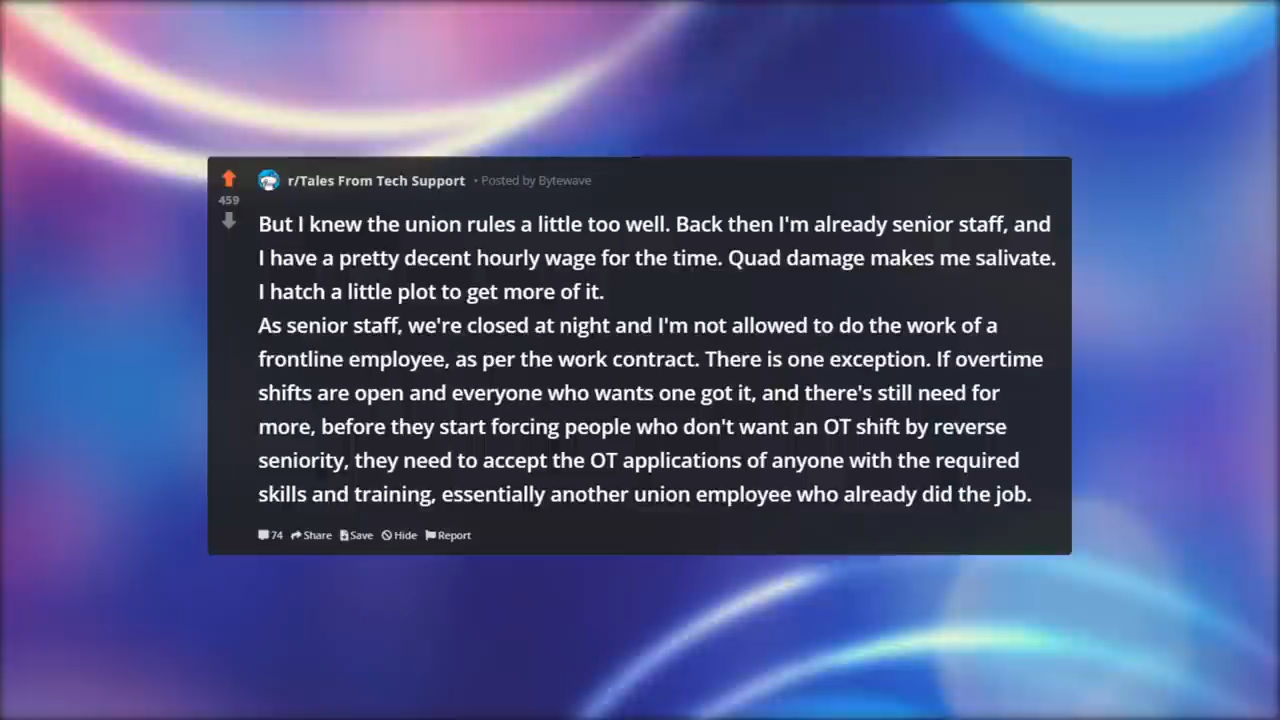 r/Tales From Tech Support • Posted by Bytewave
459
But I knew the union rules a little too well. Back then I'm already senior staff, and
I have a pretty decent hourly wage for the time. Quad damage makes me salivate.
I hatch a little plot to get more of it.
As senior staff, we're closed at night and I'm not allowed to do the work of a
frontline employee, as per the work contract. There is one exception. If overtime
shifts are open and everyone who wants one got it, and there's still need for
more, before they start forcing people who don't want an OT shift by reverse
seniority, they need to accept the OT applications of anyone with the required
skills and training, essentially another union employee who already did the job.
74 Share Save Hide Report